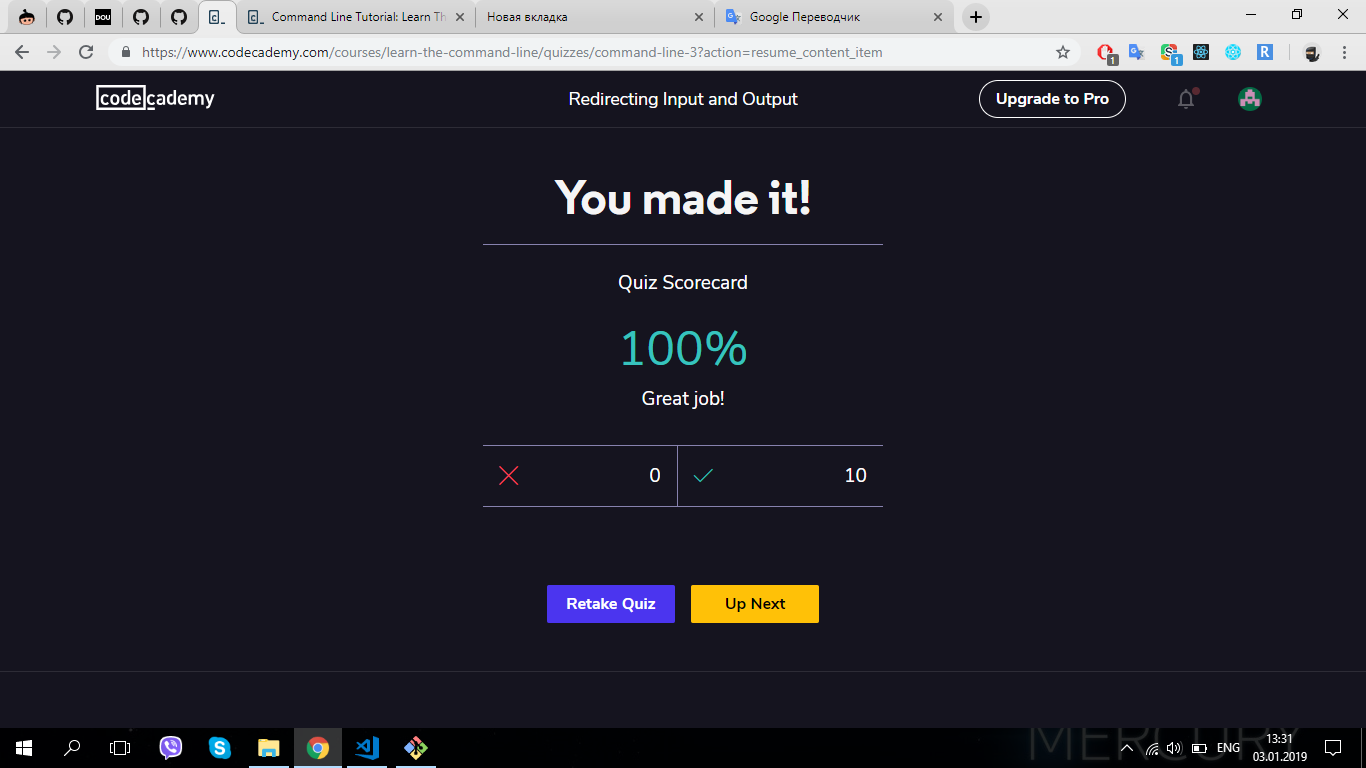 DOU
Command Line Tutorial: Learn Th
Новая вкладка
Google Переводчик
https://www.codecademy.com/courses/learn-the-command-line/quizzes/command-line-3?action=resume_content_item
1
1
R
codecademy
Redirecting Input and Output
Upgrade to Pro
You made it!
Quiz Scorecard
100%
Great job!
0
10
Retake Quiz
Up Next
MERCURY
ENG
13:31
03.01.2019